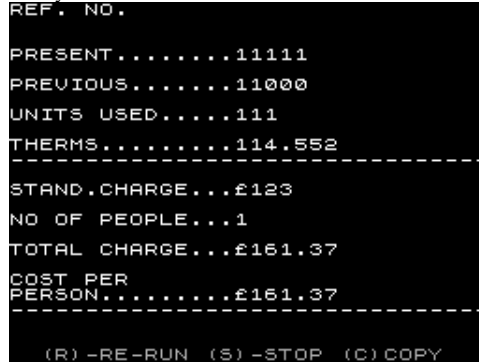 REF. NO.
PRESENT........11111
PREVIOUS.......11000
UNITS USED.....111
THERMS.........114.552
--------------------------------
STAND.CHARGE...£123
NO OF PEOPLE...1
TOTAL CHARGE...£161.37
COST PER
PERSON.........£161.37
--------------------------------
(R)-RE-RUN (S)-STOP (C)COPY